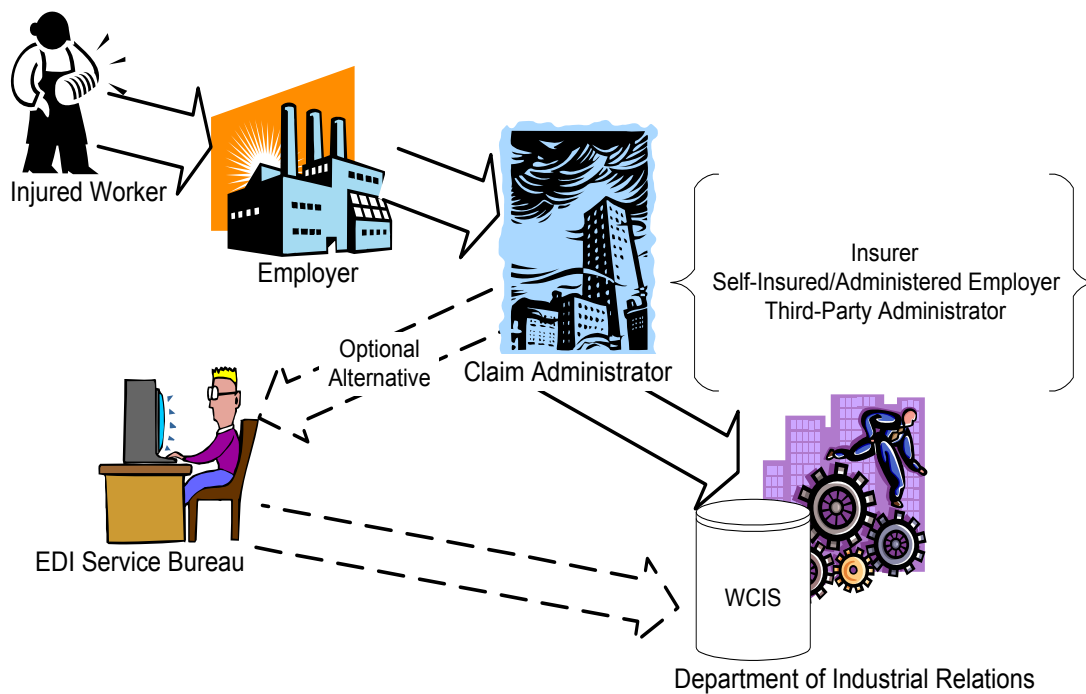 Injured Worker
Employer
Insurer
Self-Insured/Administered Employer
Third-Party Administrator
Optional
Alternative
Claim Administrator
EDI Service Bureau
WCIS
Department of Industrial Relations